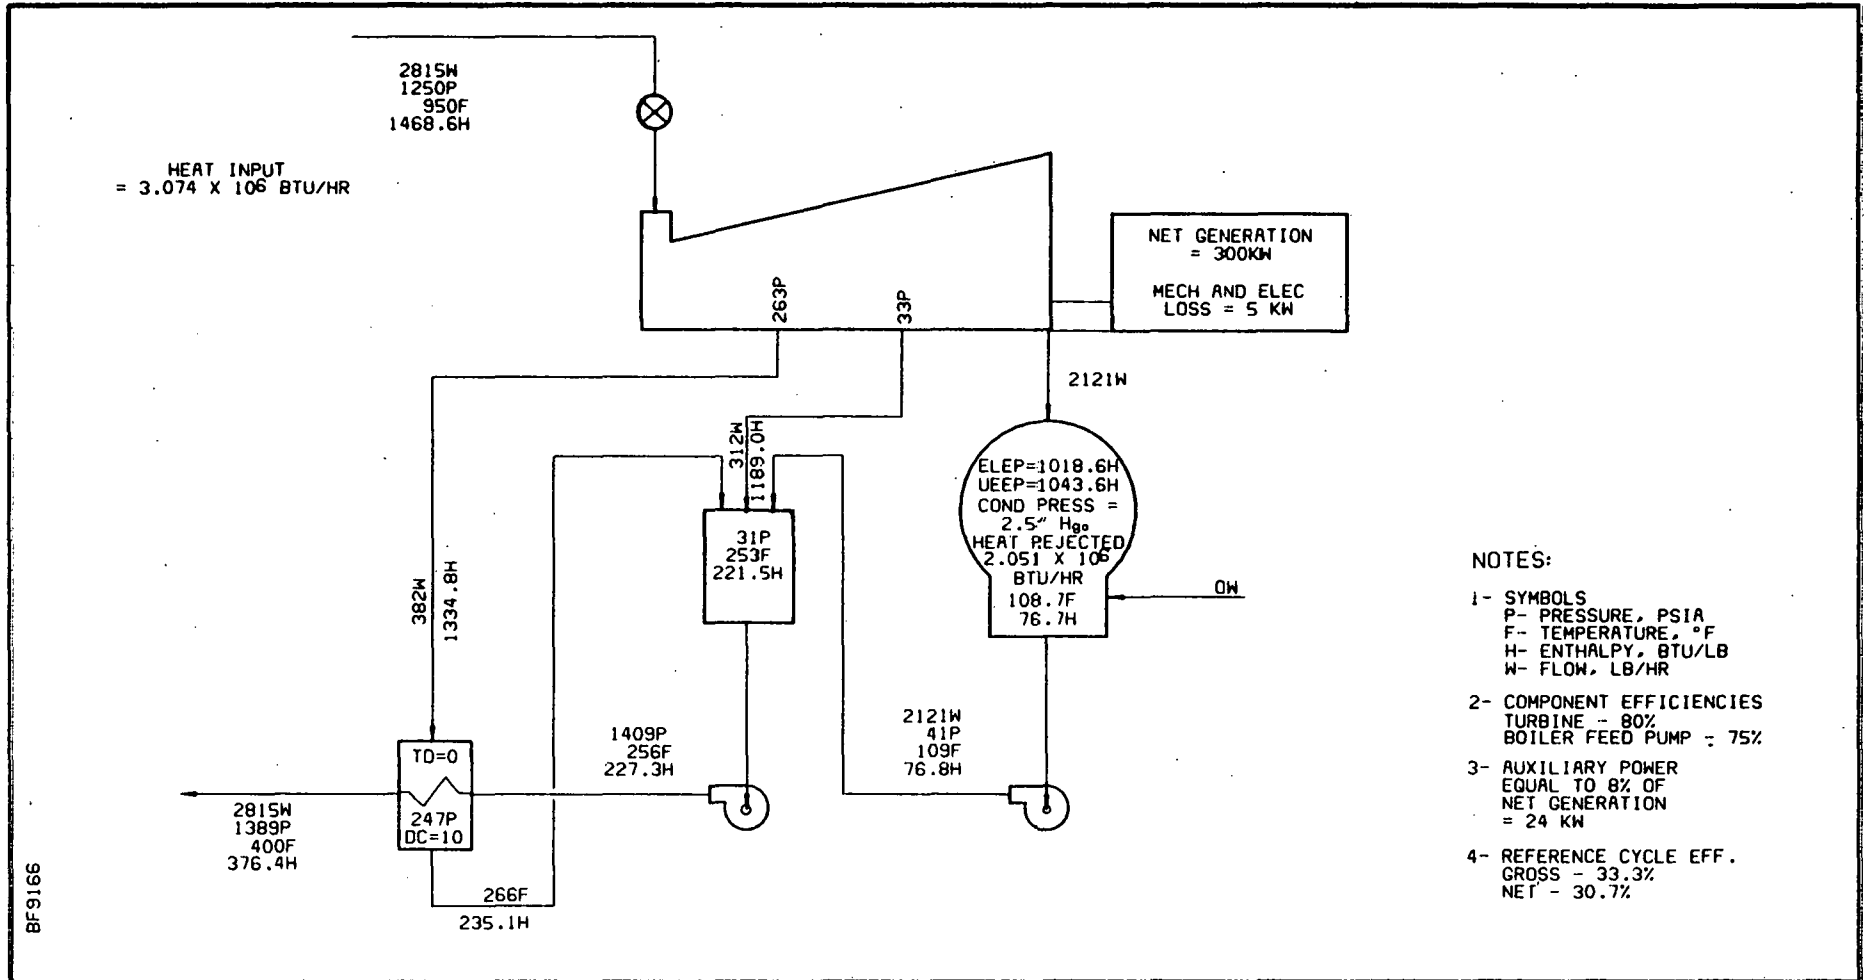 2815W
1250P
950F
1468.6H
HEAT INPUT
= 3.074 X 10⁶ BTU/HR
NET GENERATION
= 300KW
MECH AND ELEC
LOSS = 5 KW
263P
33P
2121W
312W
1189.0H
ELEP=1018.6H
UEEP=1043.6H
COND PRESS =
2.5" Hga
HEAT REJECTED
2.051 X 10⁶
BTU/HR
108.7F
76.7H
0W
31P
253F
221.5H
382W
1334.8H
TD=0
247P
DC=10
2815W
1389P
400F
376.4H
266F
235.1H
1409P
256F
227.3H
2121W
41P
109F
76.8H
NOTES:
1- SYMBOLS
P- PRESSURE, PSIA
F- TEMPERATURE, °F
H- ENTHALPY, BTU/LB
W- FLOW, LB/HR
2- COMPONENT EFFICIENCIES
TURBINE - 80%
BOILER FEED PUMP - 75%
3- AUXILIARY POWER
EQUAL TO 8% OF
NET GENERATION
= 24 KW
4- REFERENCE CYCLE EFF.
GROSS - 33.3%
NET - 30.7%
BF9166